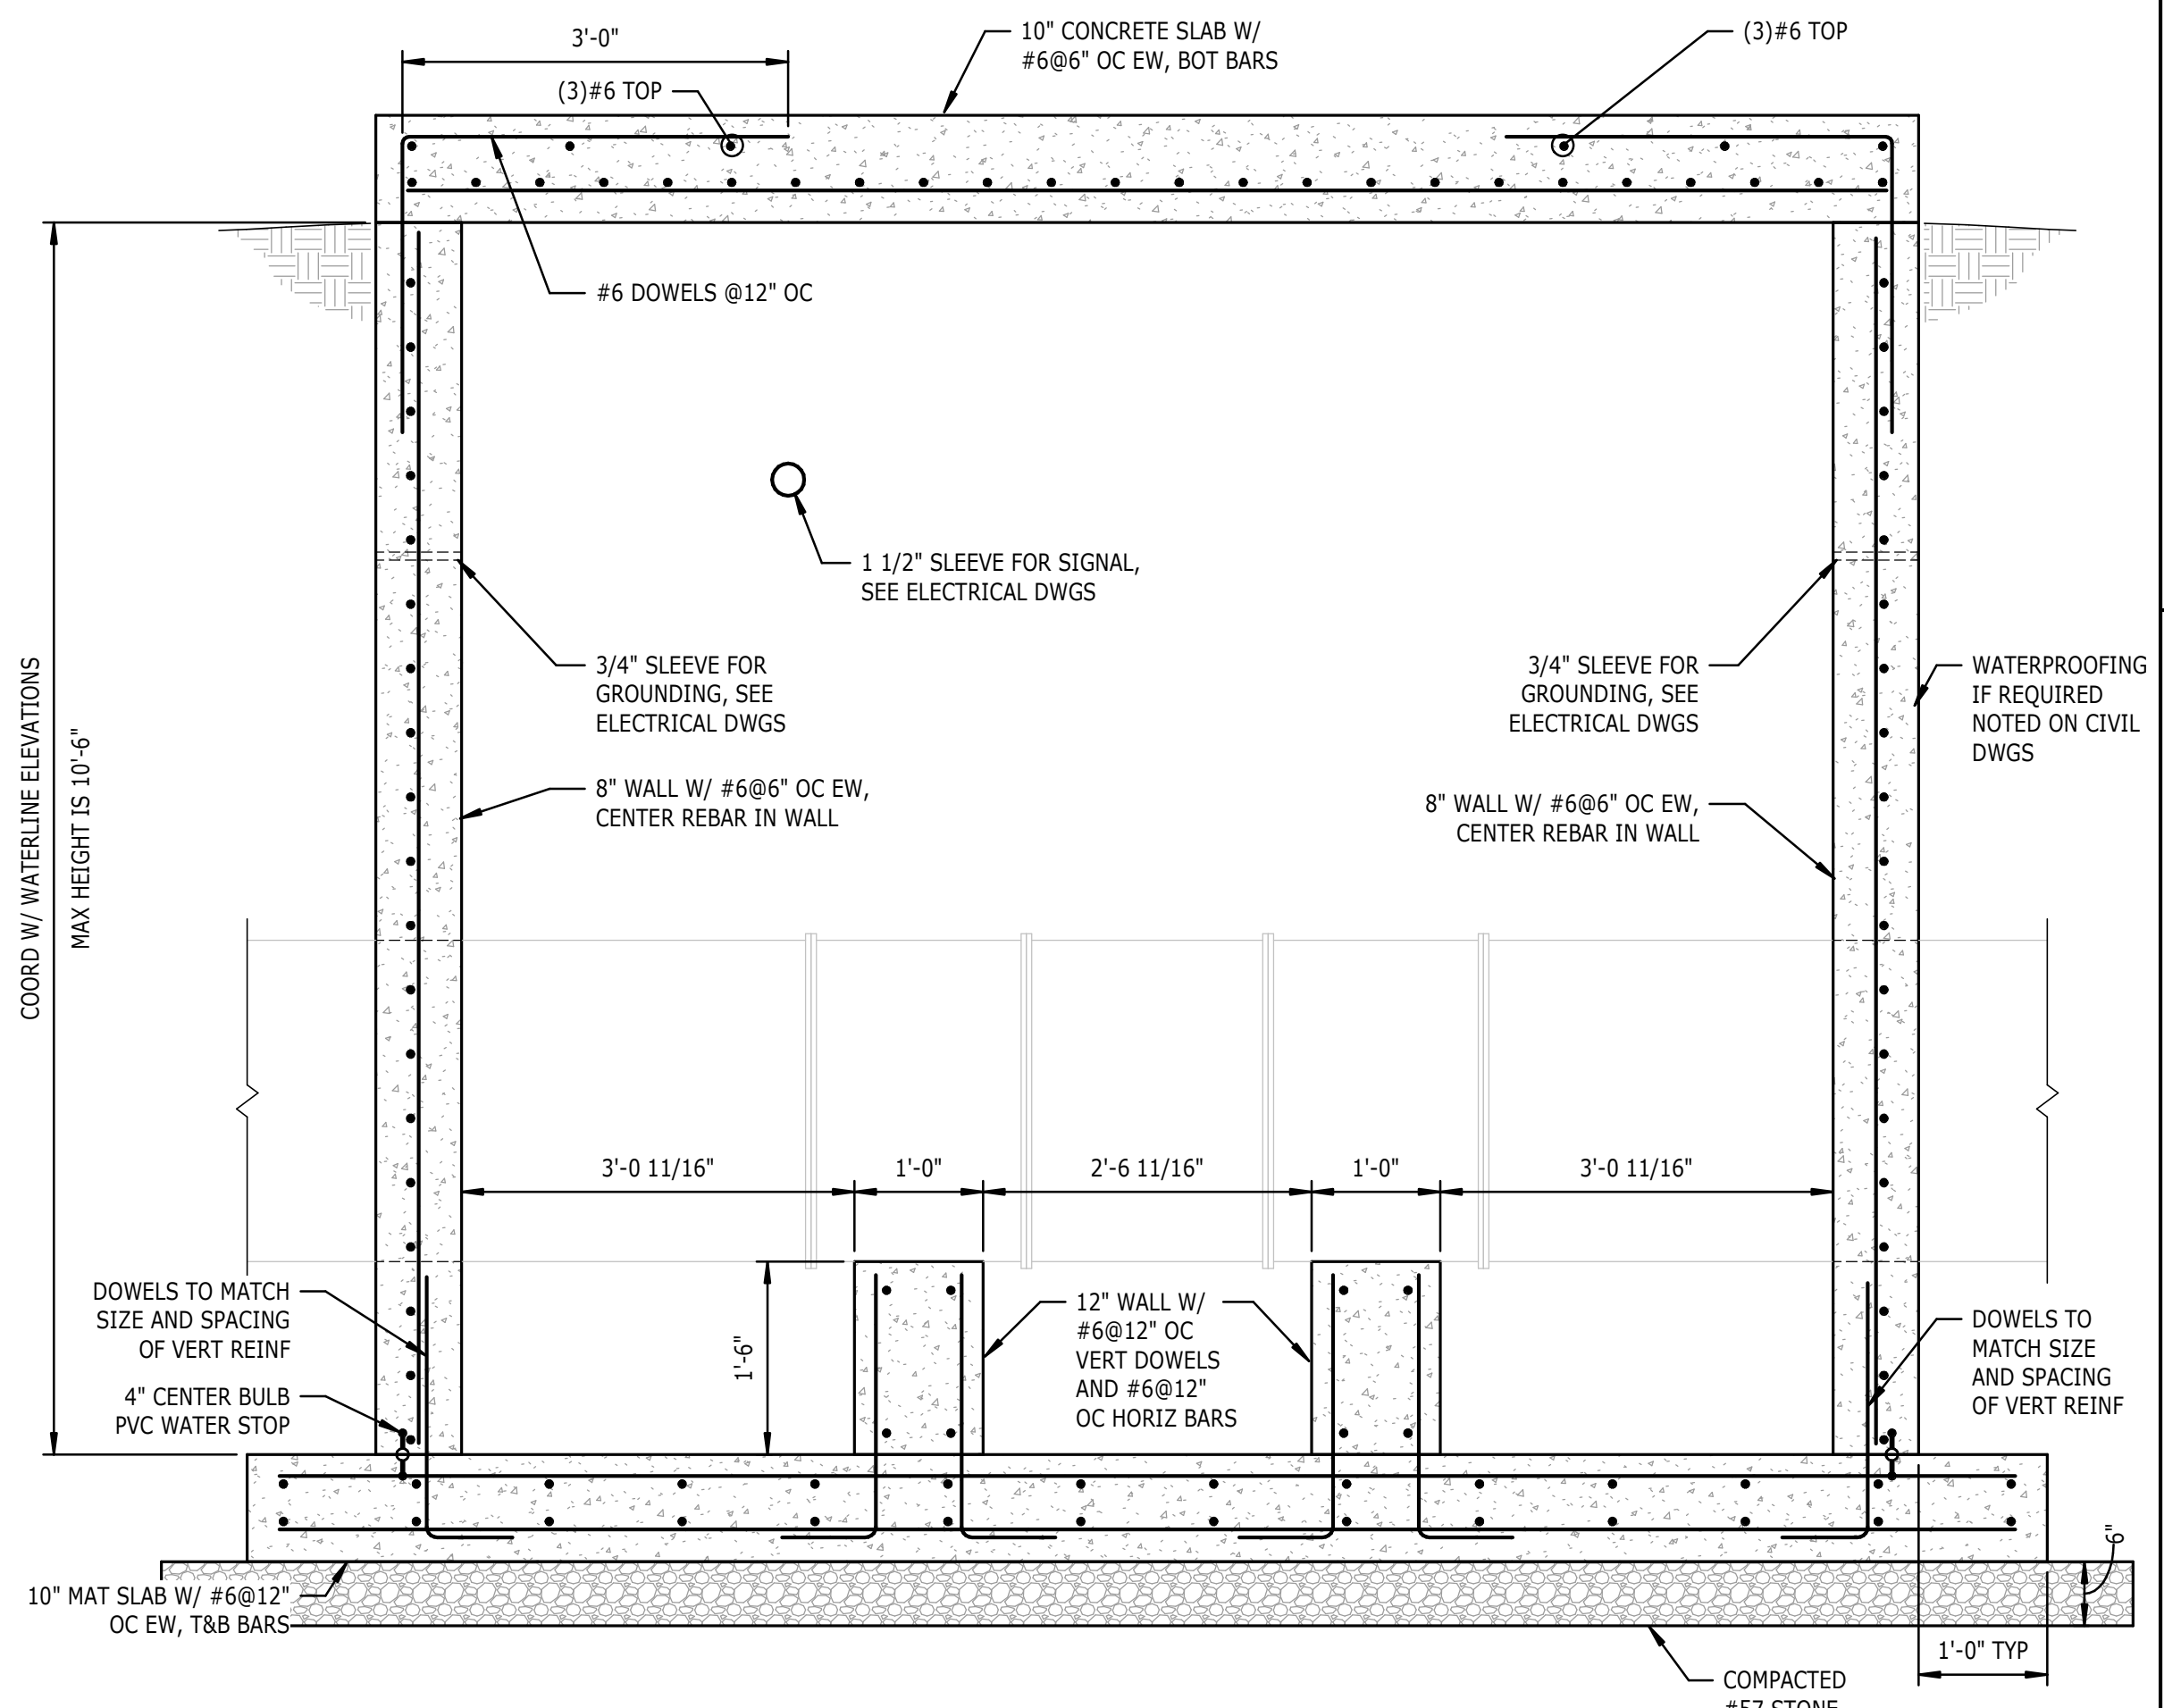 3'-0"
10" CONCRETE SLAB W/
#6@6" OC EW, BOT BARS
(3)#6 TOP
(3)#6 TOP
#6 DOWELS @12" OC
1 1/2" SLEEVE FOR SIGNAL,
SEE ELECTRICAL DWGS
COORD W/ WATERLINE ELEVATIONS
MAX HEIGHT IS 10'-6"
3/4" SLEEVE FOR
GROUNDING, SEE
ELECTRICAL DWGS
3/4" SLEEVE FOR
GROUNDING, SEE
ELECTRICAL DWGS
WATERPROOFING
IF REQUIRED
NOTED ON CIVIL
DWGS
8" WALL W/ #6@6" OC EW,
CENTER REBAR IN WALL
8" WALL W/ #6@6" OC EW,
CENTER REBAR IN WALL
3'-0 11/16"
1'-0"
2'-6 11/16"
1'-0"
3'-0 11/16"
DOWELS TO MATCH
SIZE AND SPACING
OF VERT REINF
4" CENTER BULB
PVC WATER STOP
1'-6"
12" WALL W/
#6@12" OC
VERT DOWELS
AND #6@12"
OC HORIZ BARS
DOWELS TO
MATCH SIZE
AND SPACING
OF VERT REINF
10" MAT SLAB W/ #6@12"
OC EW, T&B BARS
6"
1'-0" TYP
COMPACTED
#57 STONE